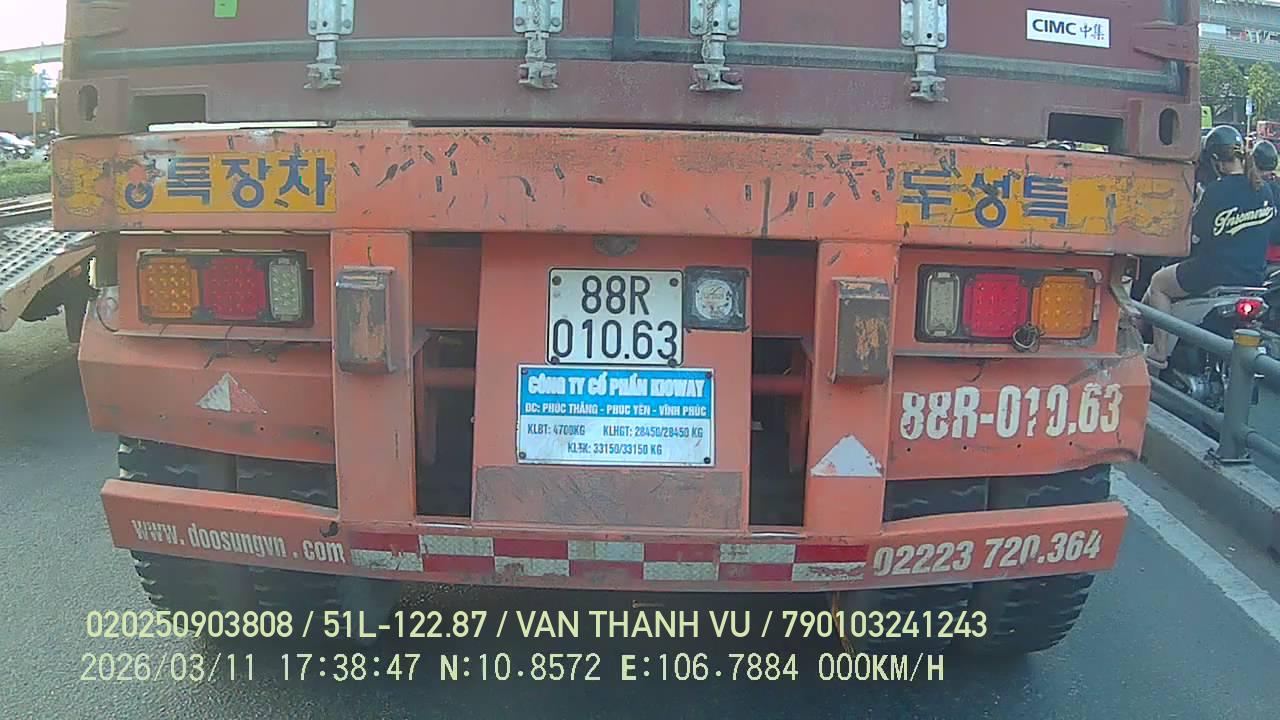 CIMC 中集
성특장차
두성특
88R
010.63
CÔNG TY CỔ PHẦN KIOWAY
ĐC: PHÚC THẮNG - PHÚC YÊN - VĨNH PHÚC
KLBT: 4700KG KLHGT: 28450/28450 KG
KLTK: 33150/33150 KG
88R-010.63
www.doosungvn.com
02223 720.364
Insomnia
020250903808 / 51L-122.87 / VAN THANH VU / 790103241243
2026/03/11 17:38:47 N:10.8572 E:106.7884 000KM/H